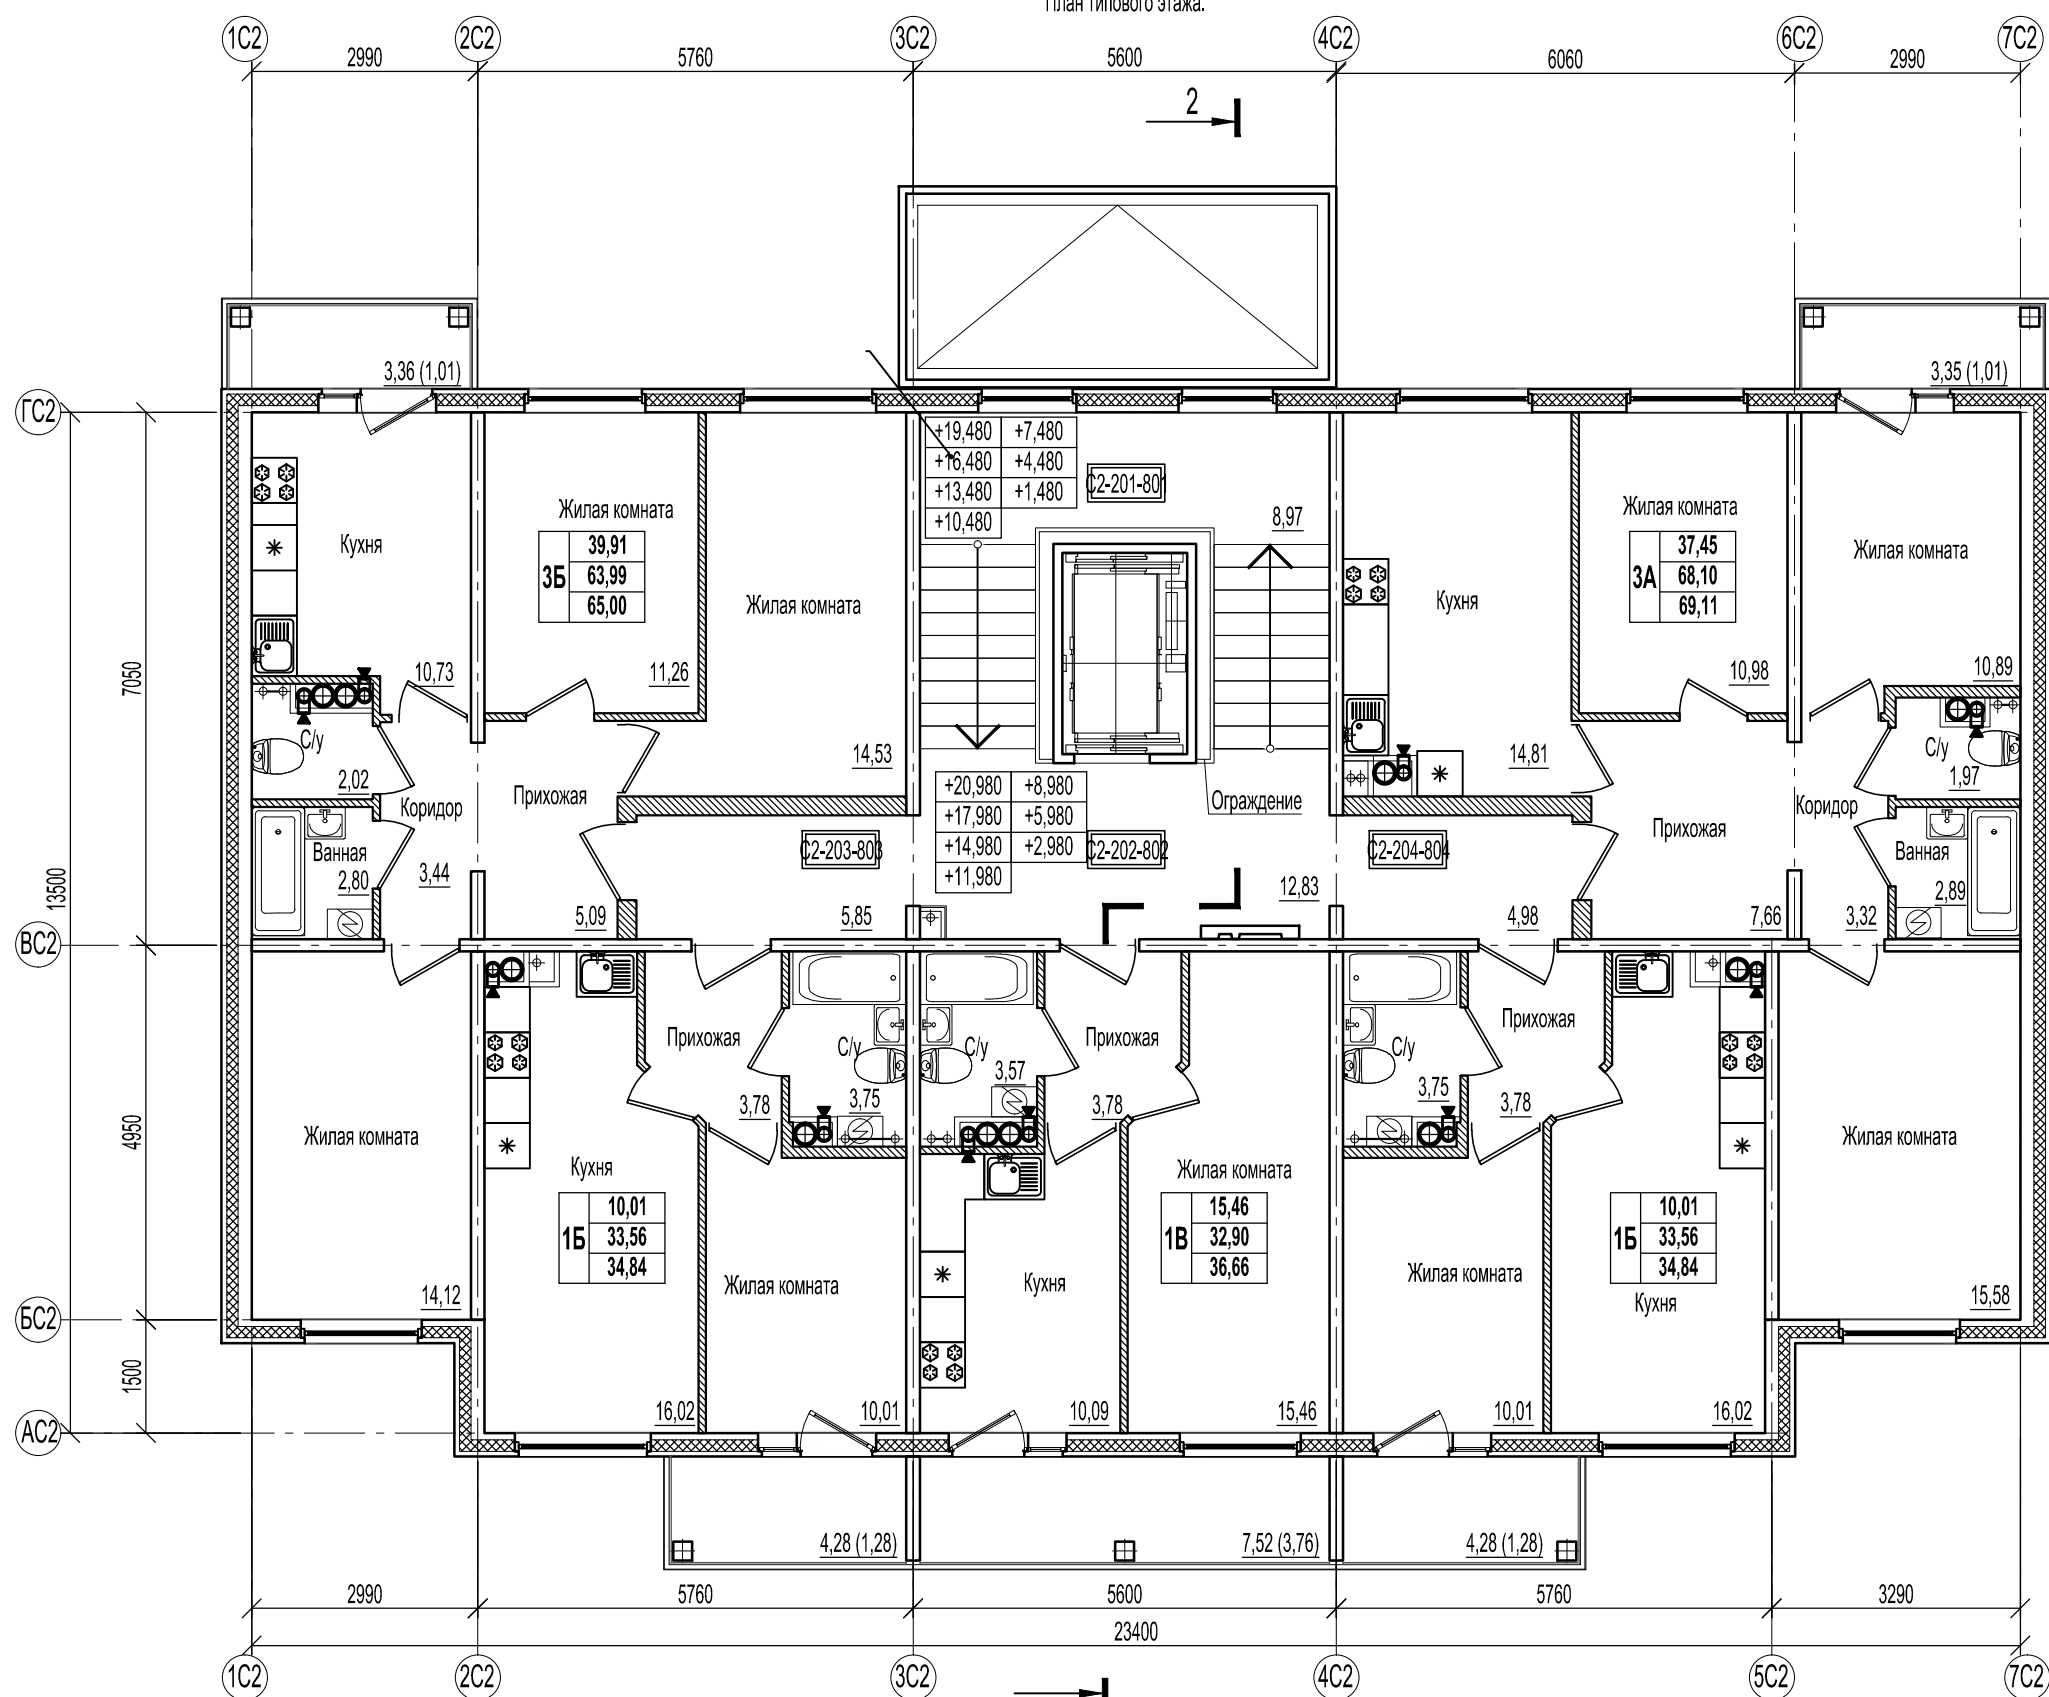 План типового этажа.
1С2 2С2 3С2 4С2 6С2 7С2
2990 5760 5600 6060 2990
2
3,36 (1,01) 3,35 (1,01)
ГС2
+19,480 +7,480
+16,480 +4,480
+13,480 +1,480
+10,480
С2-201-801
8,97
Кухня
10,73
Жилая комната
3Б
39,91
63,99
65,00
11,26
Жилая комната
14,53
Кухня
14,81
Жилая комната
3А
37,45
68,10
69,11
10,98
Жилая комната
10,89
7050
13500
С/у
2,02
Коридор
3,44
Прихожая
5,09
Ванная
2,80
С2-203-803
5,85
+20,980 +8,980
+17,980 +5,980
+14,980 +2,980
+11,980
С2-202-802
12,83
Ограждение
С2-204-804
4,98
Прихожая
7,66
Коридор
3,32
С/у
1,97
Ванная
2,89
ВС2
4950
Жилая комната
14,12
Кухня
1Б
10,01
33,56
34,84
16,02
Прихожая
3,78
С/у
3,75
Жилая комната
10,01
С/у
3,57
Прихожая
3,78
Кухня
10,09
Жилая комната
1В
15,46
32,90
36,66
15,46
С/у
3,75
Прихожая
3,78
Жилая комната
10,01
1Б
10,01
33,56
34,84
Кухня
16,02
Жилая комната
15,58
БС2
1500
АС2
4,28 (1,28) 7,52 (3,76) 4,28 (1,28)
2990 5760 5600 5760 3290
23400
1С2 2С2 3С2 4С2 5С2 7С2